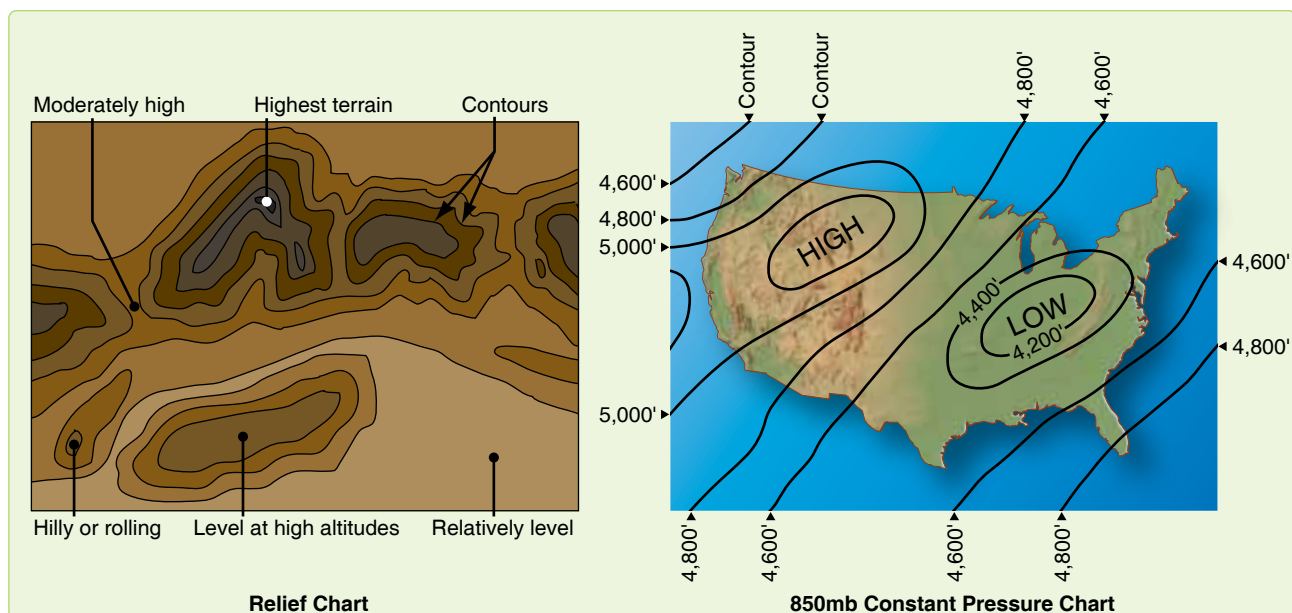 Moderately high
Highest terrain
Contours
Hilly or rolling
Level at high altitudes
Relatively level
Relief Chart
Contour
Contour
4,800'
4,600'
4,600'
4,800'
5,000'
HIGH
4,400'
LOW
4,200'
4,600'
4,800'
5,000'
4,800'
4,600'
4,600'
4,800'
850mb Constant Pressure Chart